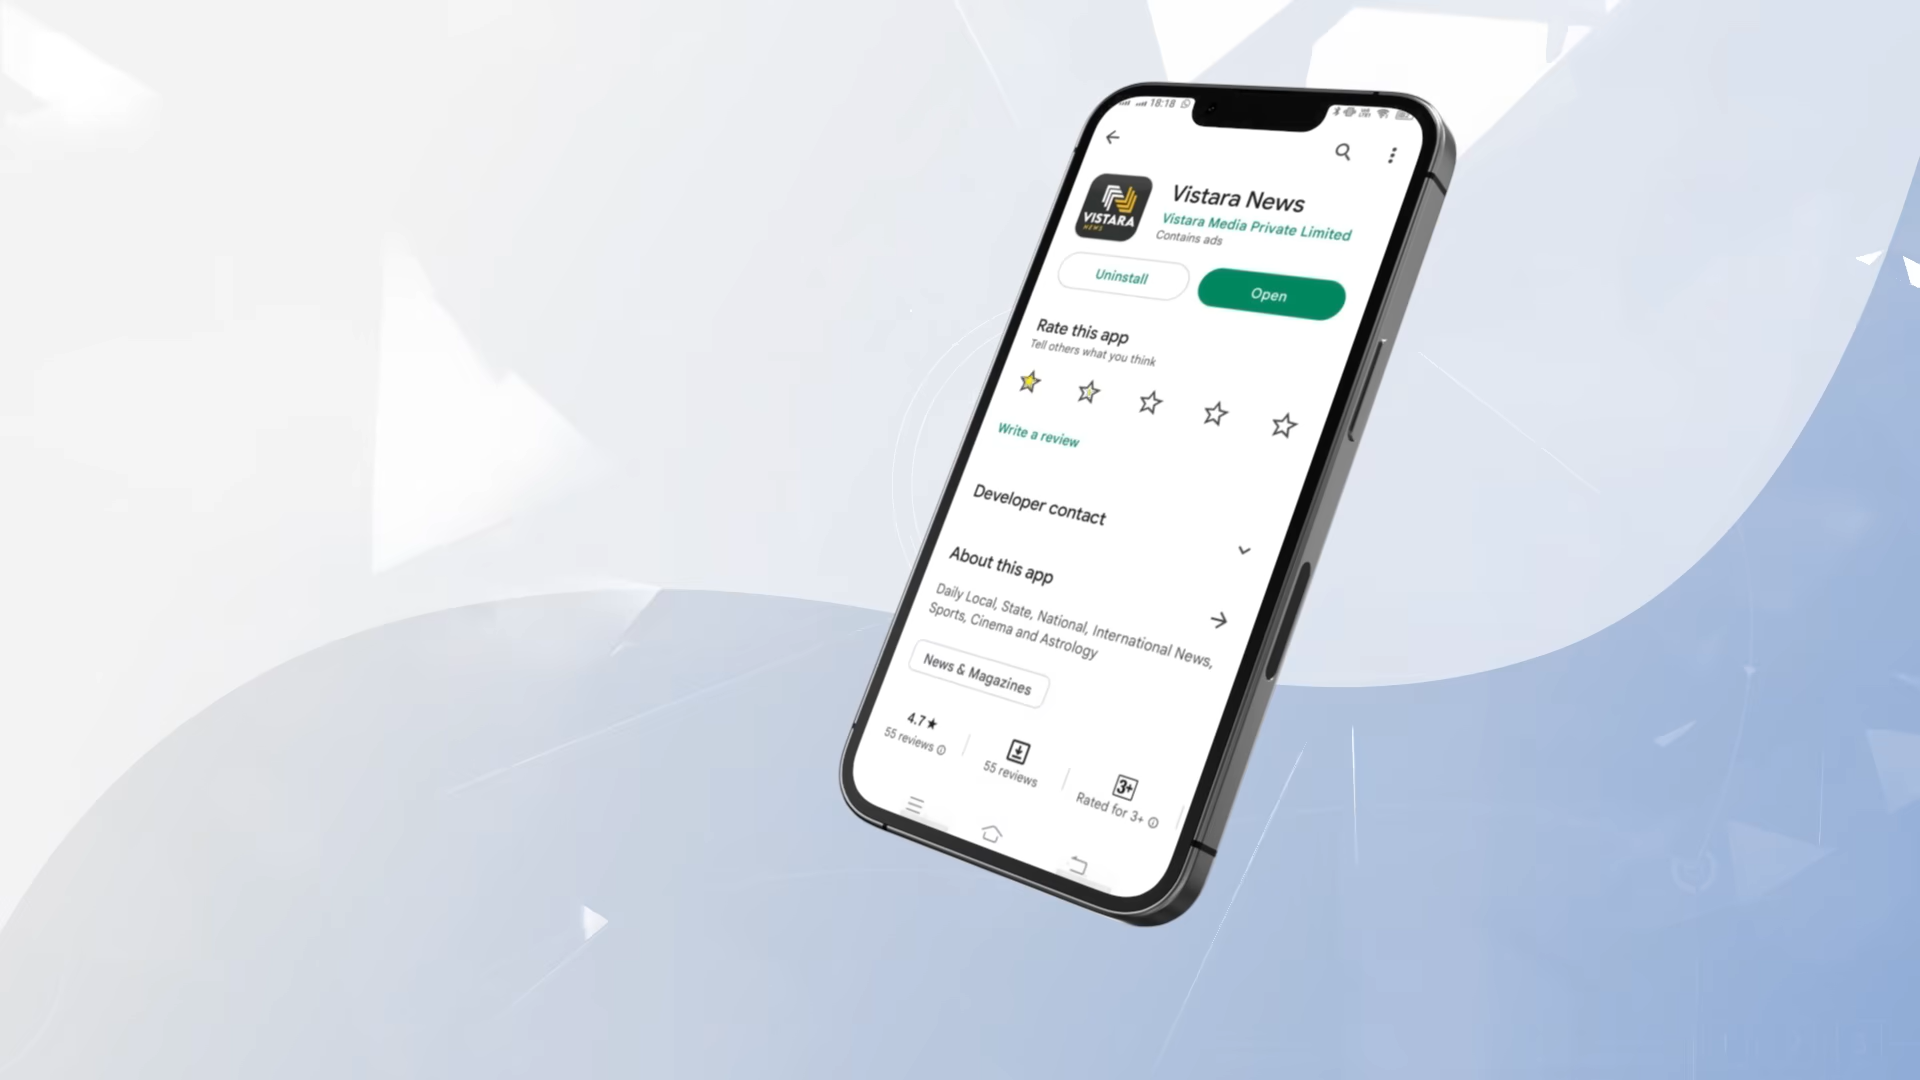 18:18
Vistara News
VISTARA
NEWS
Vistara Media Private Limited
Contains ads
Uninstall
Open
Rate this app
Tell others what you think
Write a review
Developer contact
About this app
Daily Local, State, National, International News,
Sports, Cinema and Astrology
News & Magazines
4.7★
55 reviews
55 reviews
3+
Rated for 3+